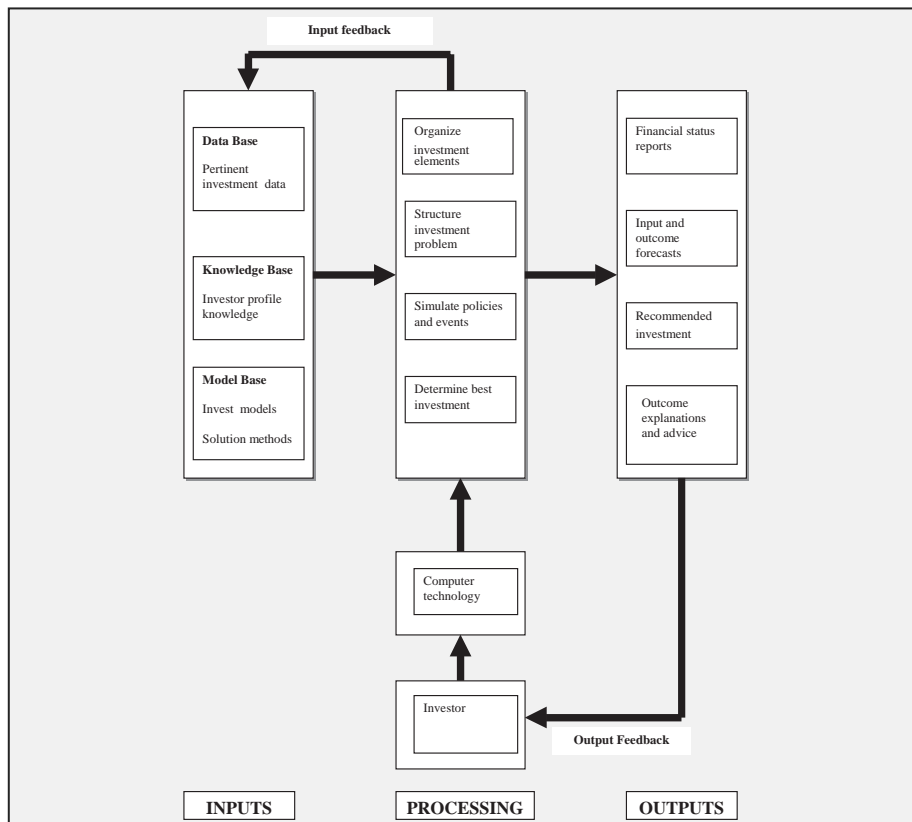 Input feedback
Data Base
Pertinent
investment data
Knowledge Base
Investor profile
knowledge
Model Base
Invest models
Solution methods
Organize
investment
elements
Structure
investment
problem
Simulate policies
and events
Determine best
investment
Financial status
reports
Input and
outcome
forecasts
Recommended
investment
Outcome
explanations
and advice
Computer
technology
Investor
Output Feedback
INPUTS
PROCESSING
OUTPUTS